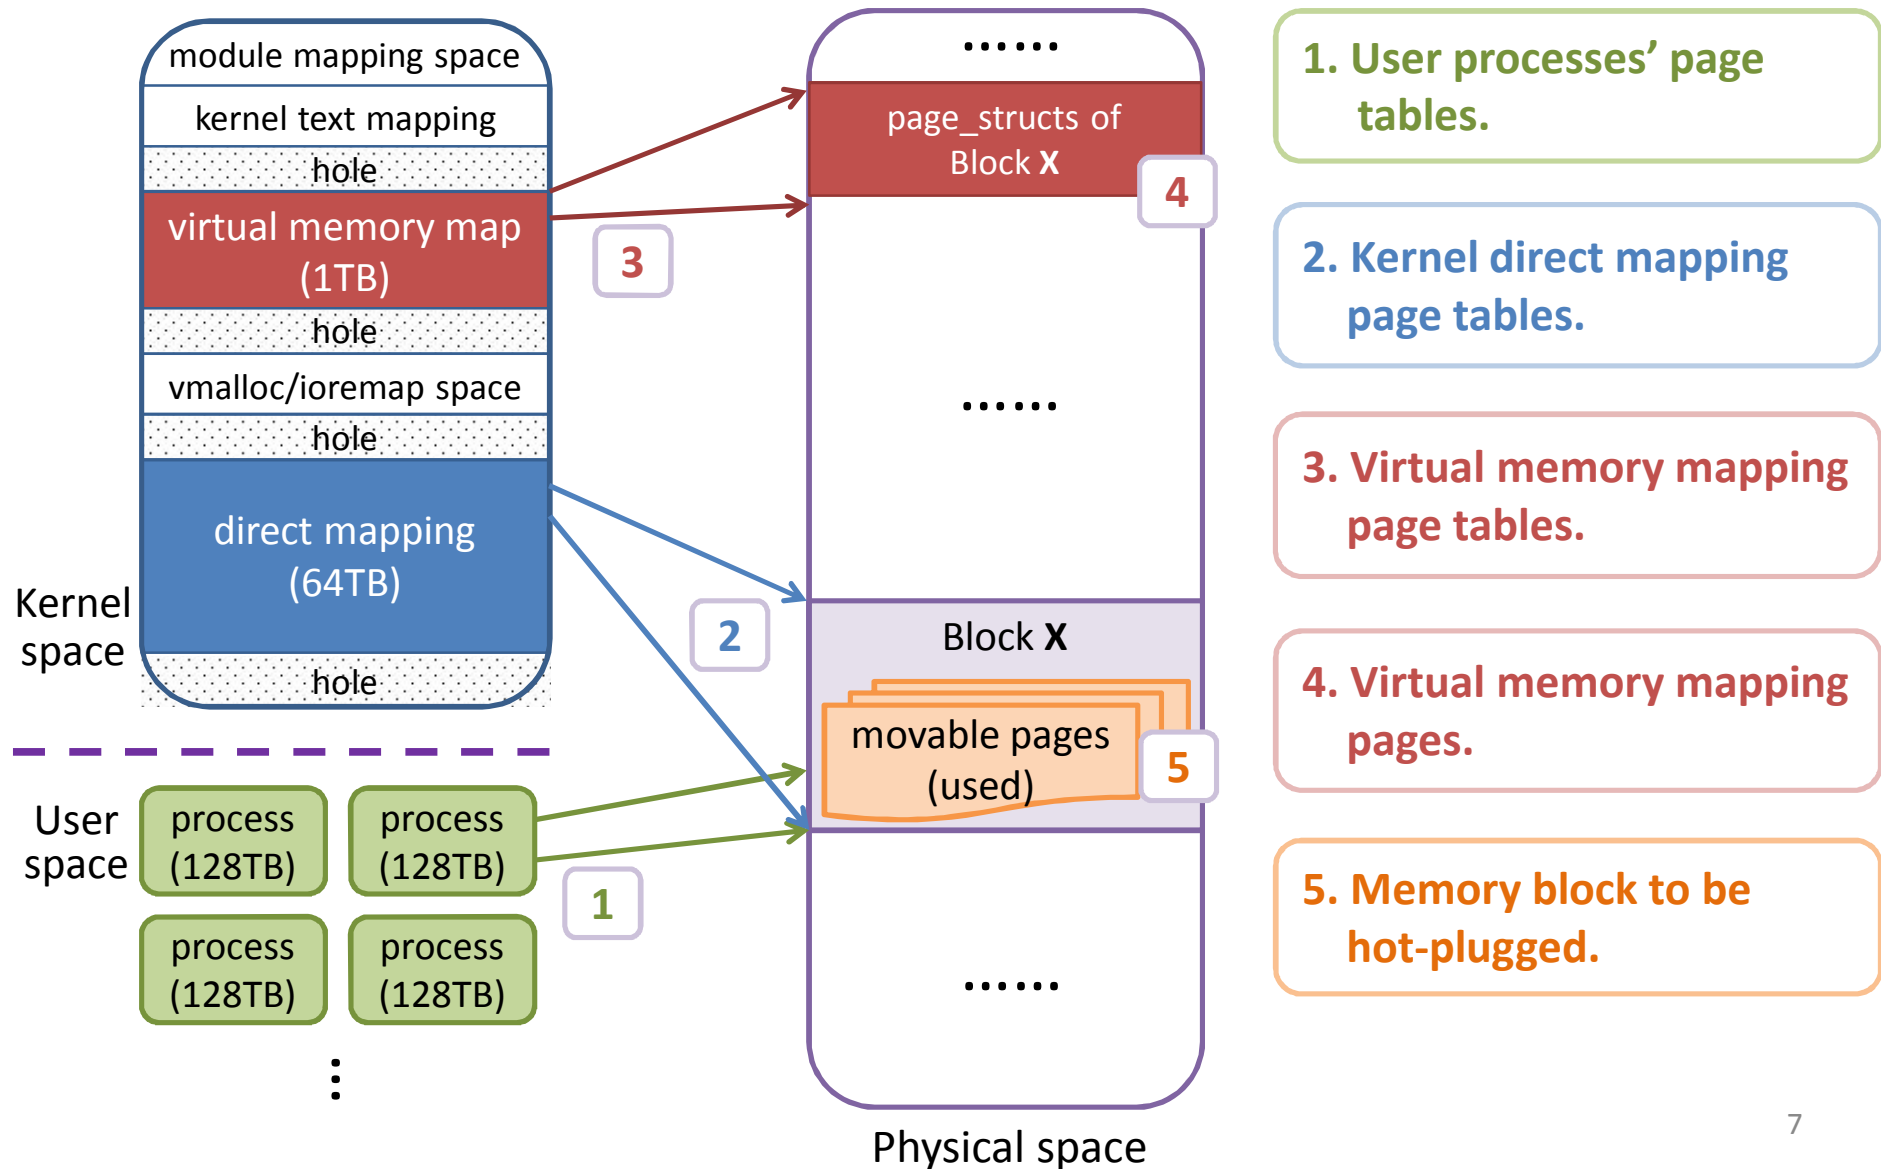 module mapping space
kernel text mapping
hole
virtual memory map
(1TB)
hole
vmalloc/ioremap space
hole
direct mapping
(64TB)
hole
Kernel
space
User
space
process
(128TB)
process
(128TB)
process
(128TB)
process
(128TB)
...
3
2
1
......
page_structs of
Block X
4
......
Block X
movable pages
(used)
5
......
Physical space
1. User processes’ page
tables.
2. Kernel direct mapping
page tables.
3. Virtual memory mapping
page tables.
4. Virtual memory mapping
pages.
5. Memory block to be
hot-plugged.
7